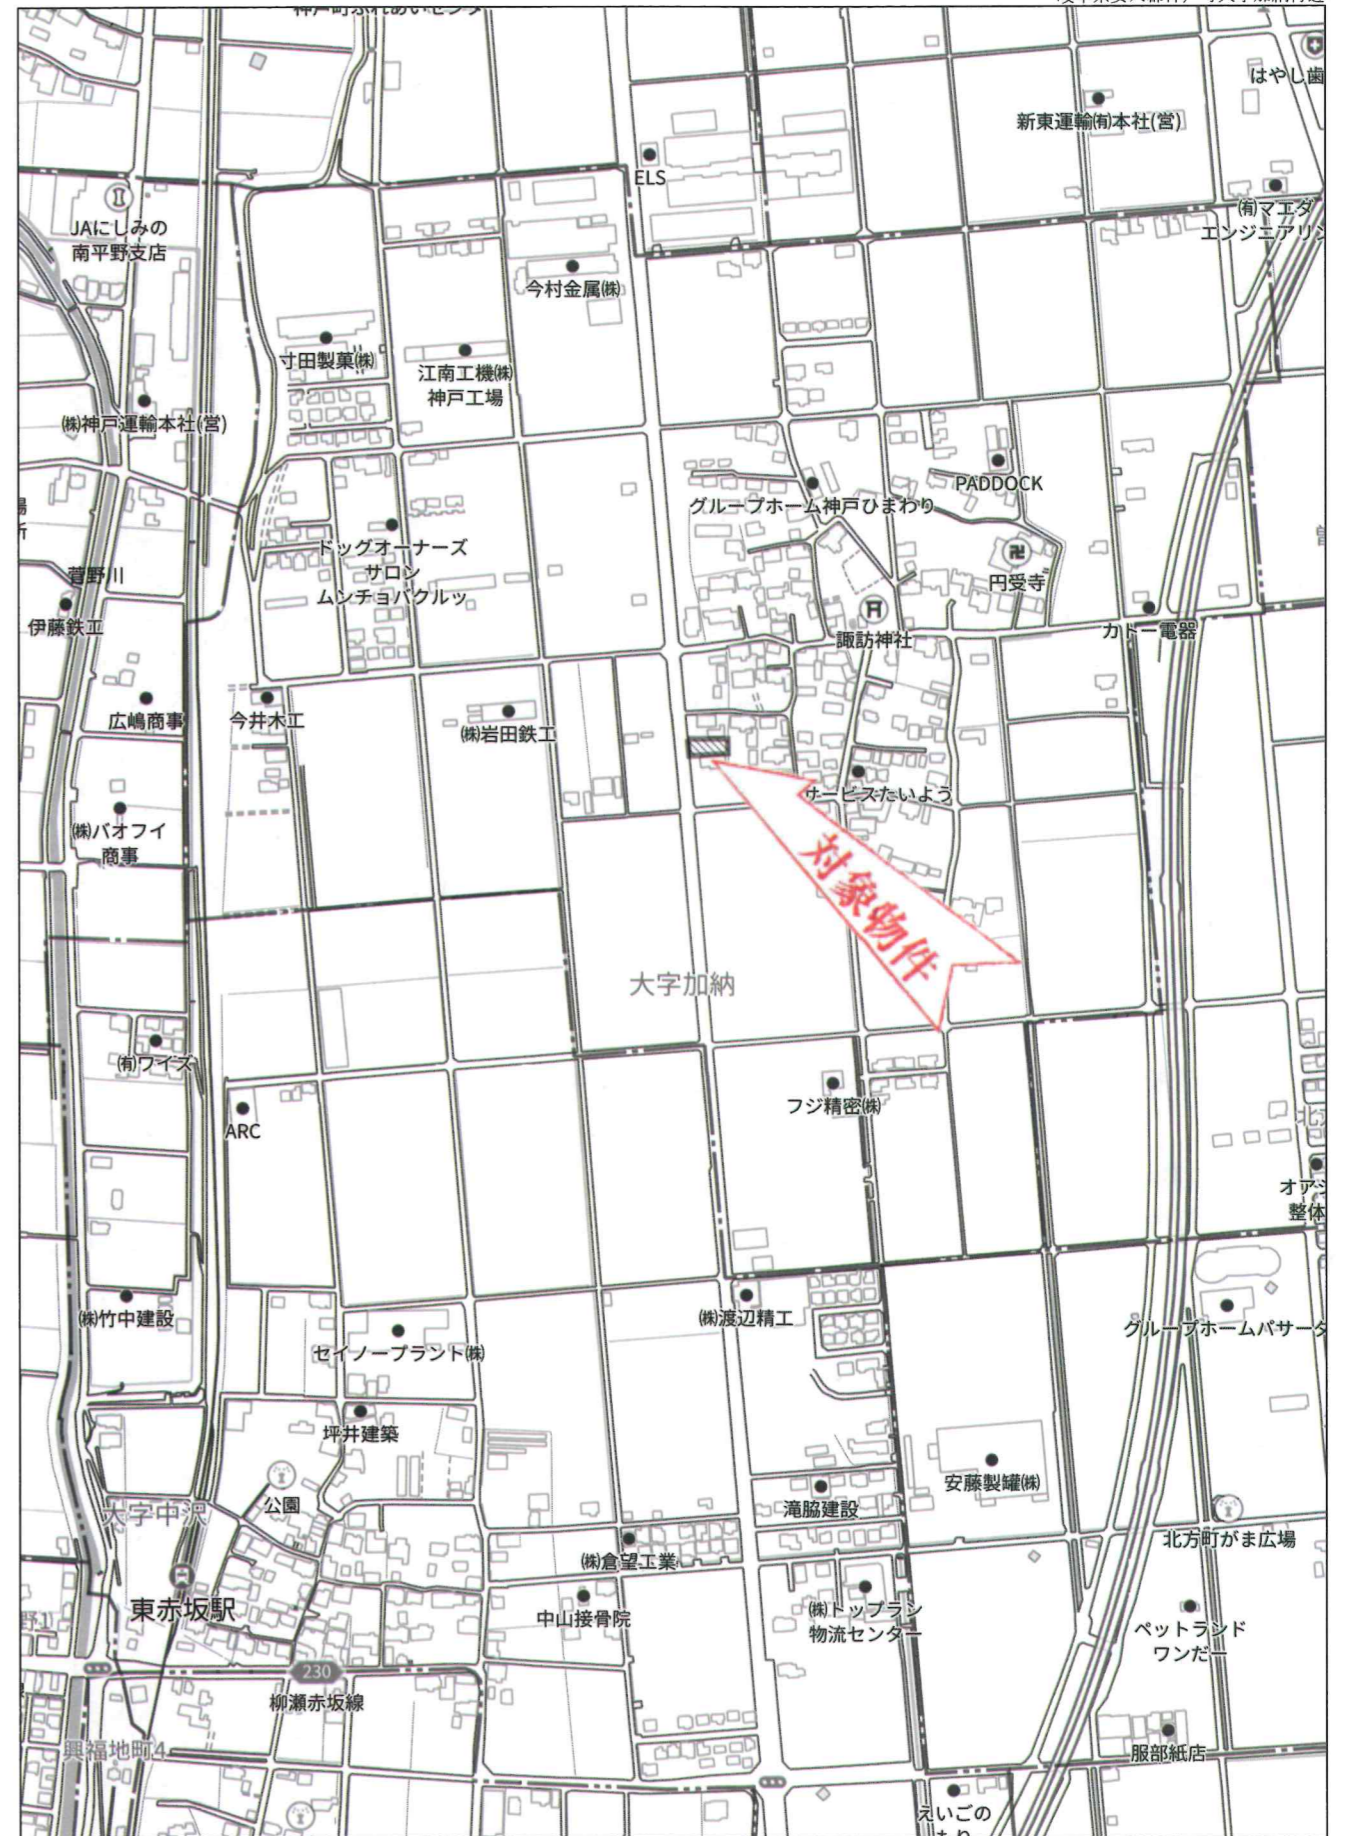 はやし歯
新東運輸㈲本社(営)
ELS
㈲マエダ
エンジニアリン
JAにしみの
南平野支店
今村金属㈱
寸田製菓㈱
江南工機㈱
神戸工場
㈱神戸運輸本社(営)
PADDOCK
グループホーム神戸ひまわり
ドッグオーナーズ
サロン
ムンチョバクルッ
円受寺
菅野川
伊藤鉄工
諏訪神社
カトー電器
広嶋商事
今井木工
㈱岩田鉄工
サービスたいよう
㈱バオフイ
商事
対象物件
大字加納
㈲ワイズ
フジ精密㈱
ARC
オアシ
整体
㈱竹中建設
㈱渡辺精工
セイノープラント㈱
グループホームパサータ
坪井建築
安藤製罐㈱
公園
滝脇建設
大字中沢
北方町がま広場
㈱倉望工業
東赤坂駅
中山接骨院
㈱トップラン
物流センター
ペットランド
ワンだー
230
柳瀬赤坂線
興福地町4
服部紙店
えいごの